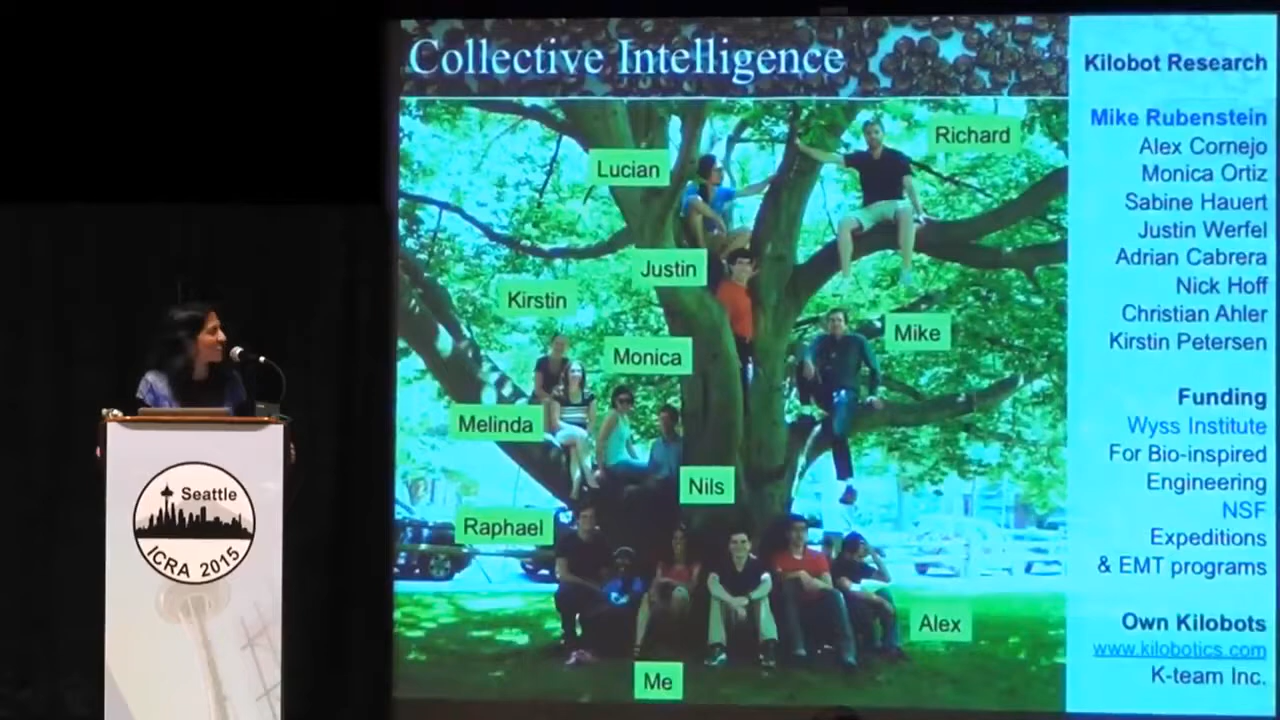 Collective Intelligence
Richard
Lucian
Justin
Kirstin
Mike
Monica
Melinda
Nils
Raphael
Alex
Me
Kilobot Research
Mike Rubenstein
Alex Cornejo
Monica Ortiz
Sabine Hauert
Justin Werfel
Adrian Cabrera
Nick Hoff
Christian Ahler
Kirstin Petersen
Funding
Wyss Institute
For Bio-inspired
Engineering
NSF
Expeditions
& EMT programs
Own Kilobots
www.kilobotics.com
K-team Inc.
Seattle
ICRA 2015